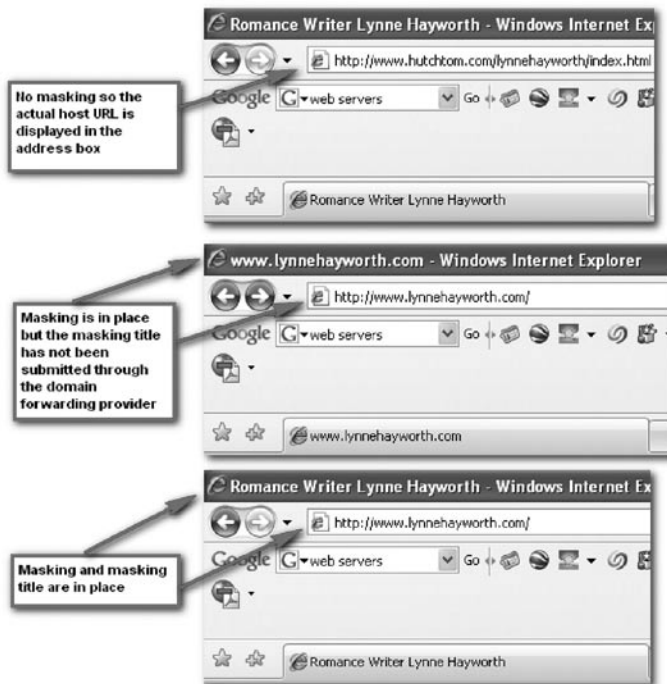 Romance Writer Lynne Hayworth - Windows Internet Ex
http://www.hutchtom.com/lynnehayworth/index.html
Google G web servers Go
No masking so the
actual host URL is
displayed in the
address box
Romance Writer Lynne Hayworth
www.lynnehayworth.com - Windows Internet Explorer
http://www.lynnehayworth.com/
Google G web servers Go
Masking is in place
but the masking title
has not been
submitted through
the domain
forwarding provider
www.lynnehayworth.com
Romance Writer Lynne Hayworth - Windows Internet Ex
http://www.lynnehayworth.com/
Google G web servers Go
Masking and masking
title are in place
Romance Writer Lynne Hayworth